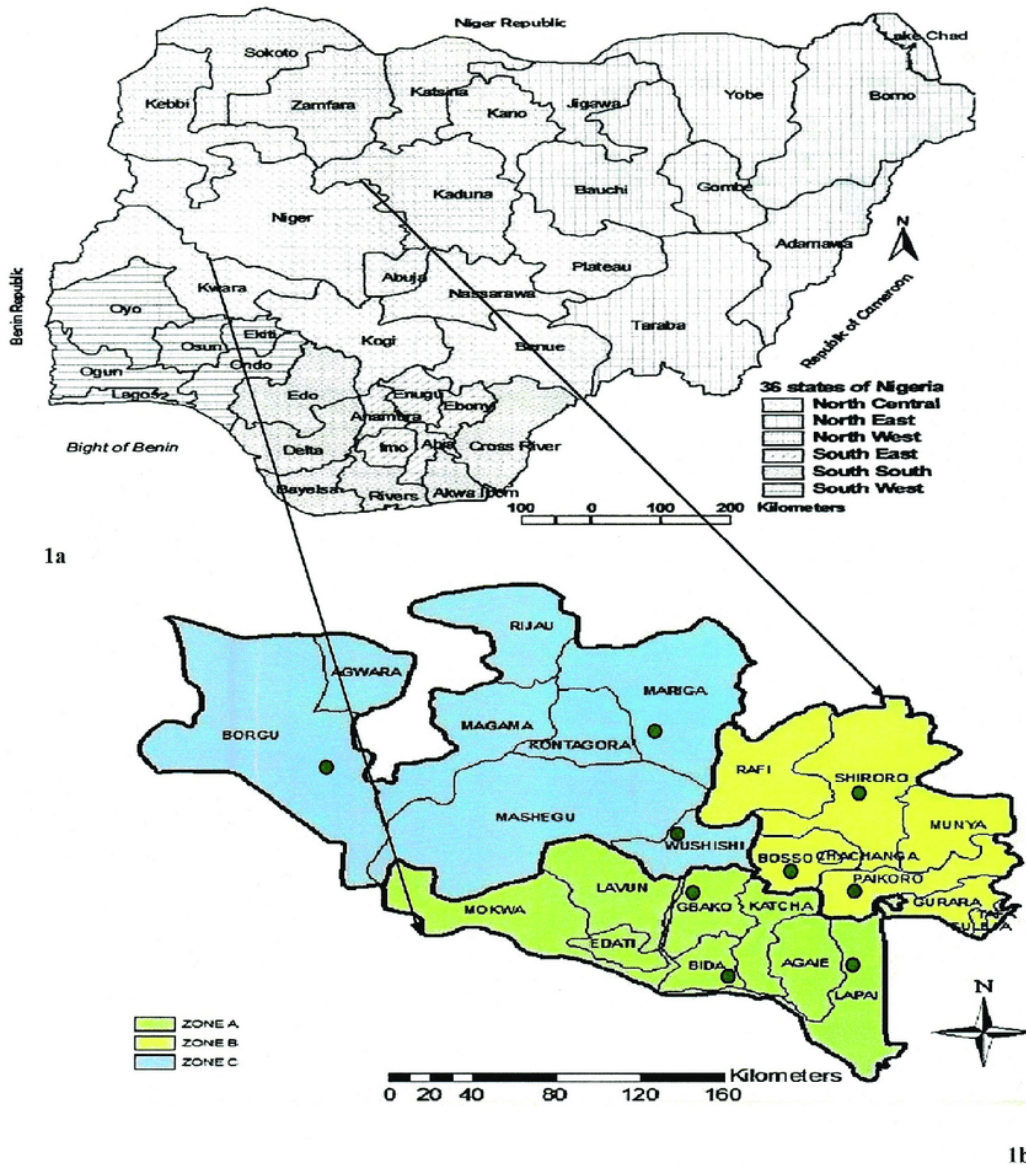 Niger Republic
Lake Chad
Sokoto
Katsina
Yobe
Borno
Kebbi
Zamfara
Kano
Jigawa
Kaduna
Bauchi
Gombe
Niger
Adamawa
N
Abuja
Plateau
Kwara
Nassarawa
Benin Republic
Oyo
Taraba
Republic of Cameroon
Ekiti
Kogi
Benue
Osun
Ogun
Ondo
Lagos
Edo
Enugu
Ebonyi
Anambra
Bight of Benin
Delta
Imo
Abia
Cross River
Bayelsa
Rivers
Akwa Ibom
36 states of Nigeria
North Central
North East
North West
South East
South South
South West
100 0 100 200 Kilometers
1a
RIJAU
AGWARA
MARIGA
BORGU
MAGAMA
KONTAGORA
RAFI
SHIRORO
MASHEGU
MUNYA
WUSHISHI
BOSSO
CHACHANGA
PAIKORO
LAVUN
GURARA
MOKWA
GBAKO
KATCHA
EDATI
BIDA
AGAIE
LAPAI
N
ZONE A
ZONE B
ZONE C
Kilometers
0 20 40 80 120 160